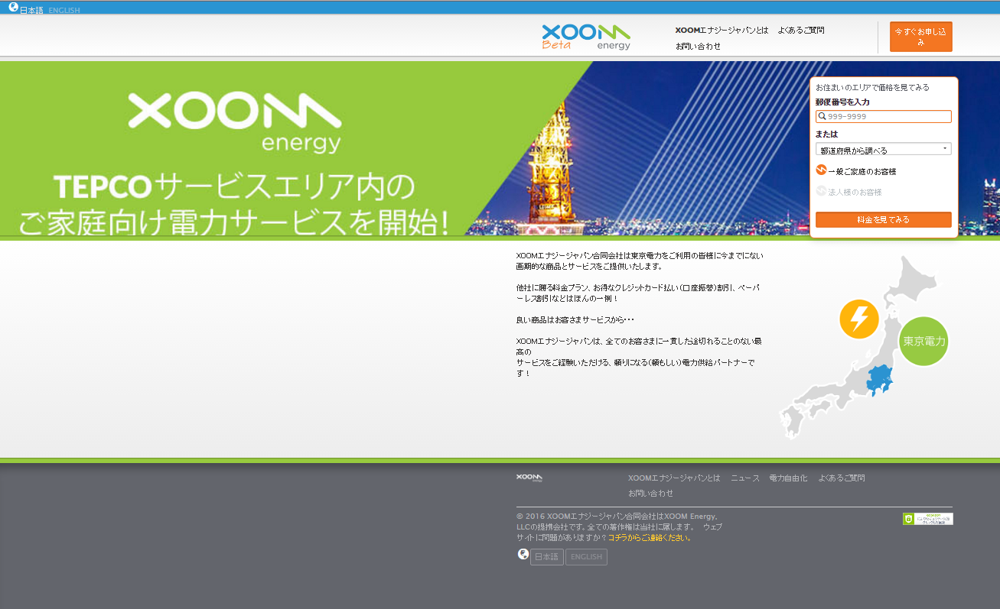 日本語 ENGLISH
XOOM
Beta energy
XOOMエナジージャパンとは よくあるご質問
お問い合わせ
今すぐお申し込
み
XOOM
energy
TEPCOサービスエリア内の
ご家庭向け電力サービスを開始!
お住まいのエリアで価格を見てみる
郵便番号を入力
999-9999
または
都道府県から調べる
一般ご家庭のお客様
法人様のお客様
料金を見てみる
XOOMエナジージャパン合同会社は東京電力をご利用の皆様に今までにない
画期的な商品とサービスをご提供いたします。
他社に勝る料金プラン、お得なクレジットカード払い(口座振替)割引、ペーパ
ーレス割引などはほんの一例！
良い商品はお客さまサービスから・・・
XOOMエナジージャパンは、全てのお客さまに一貫した途切れることのない最
高の
サービスをご経験いただける、頼りになる(頼もしい)電力供給パートナーで
す！
東京電力
XOOM
energy
XOOMエナジージャパンとは ニュース 電力自由化 よくあるご質問
お問い合わせ
© 2016 XOOMエナジージャパン合同会社はXOOM Energy,
LLCの提携会社です。全ての著作権は当社に属します。 ウェブ
サイトに問題がありますか？コチラからご連絡ください。
日本語 ENGLISH